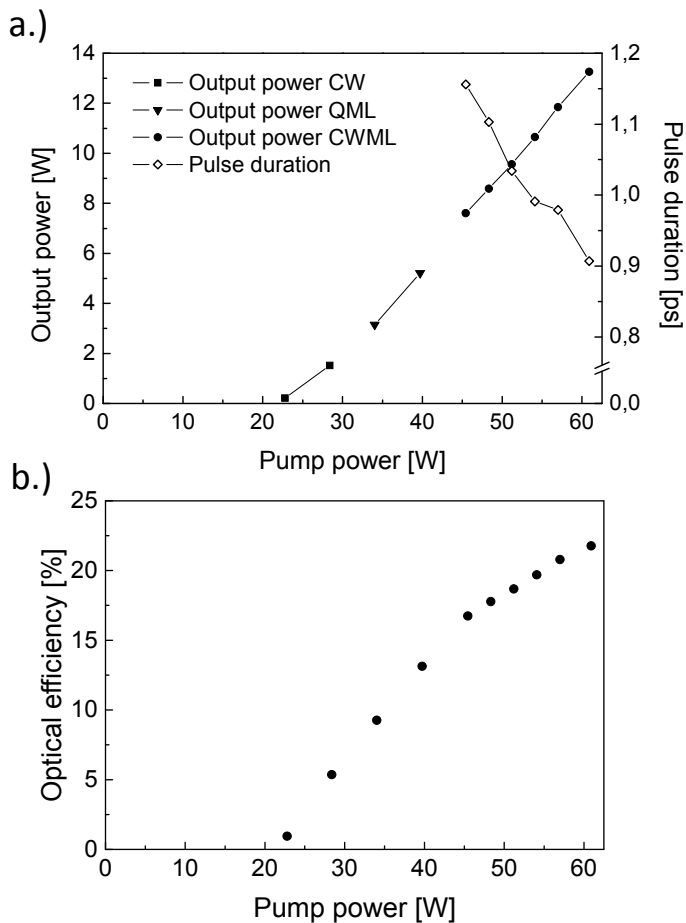 a.)
Output power [W]
14
12
10
8
6
4
2
0
Output power CW
Output power QML
Output power CWML
Pulse duration
1,2
1,1
1,0
0,9
0,8
0,0
Pulse duration [ps]
0 10 20 30 40 50 60
Pump power [W]
b.)
Optical efficiency [%]
25
20
15
10
5
0
0 10 20 30 40 50 60
Pump power [W]